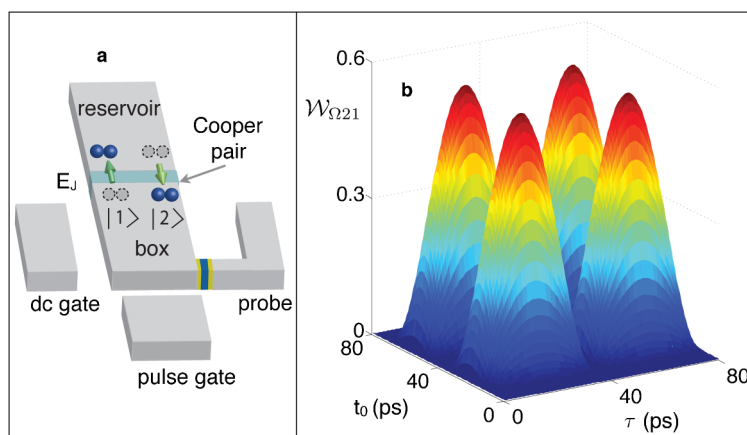 a
reservoir
Cooper
pair
E_J
|1⟩ |2⟩
box
dc gate
probe
pulse gate
b
𝒲_Ω21
0.6
0.3
0
80
40
0
t_0 (ps)
0
40
80
τ (ps)